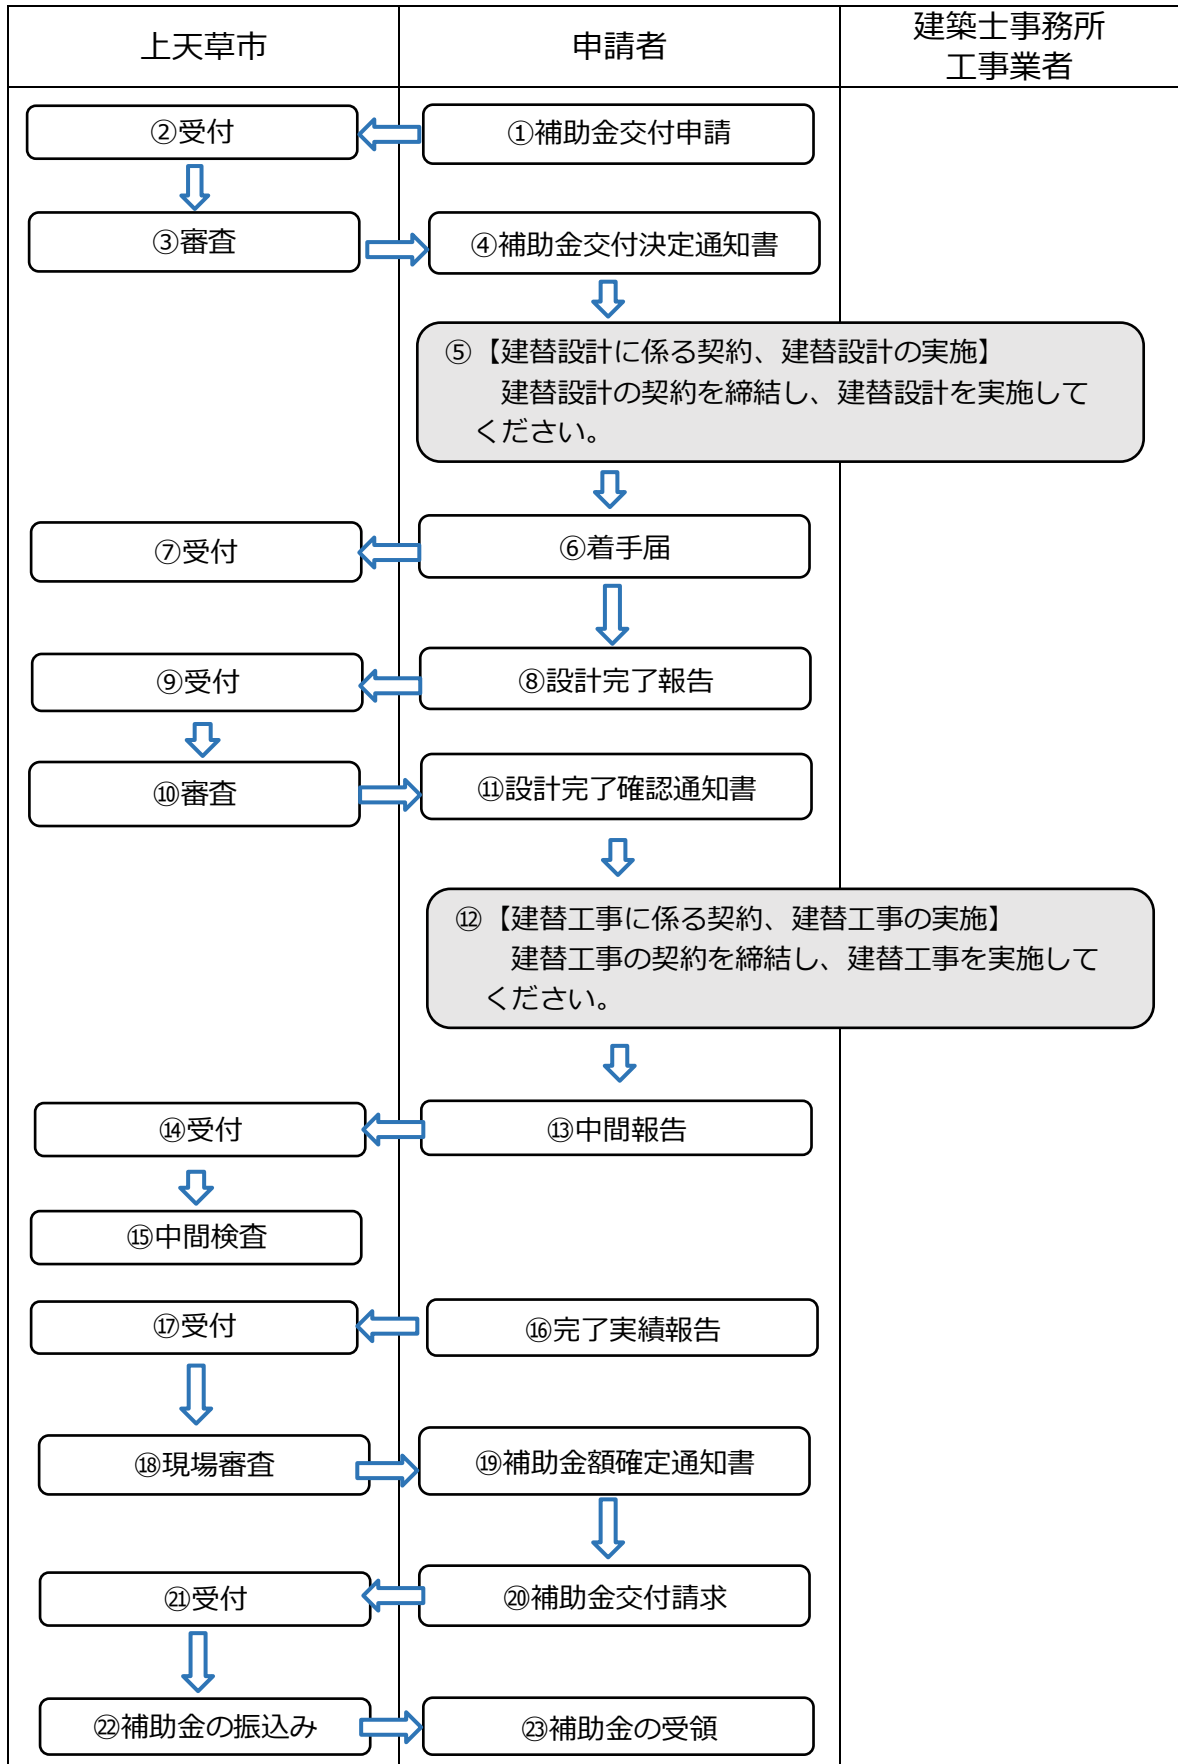 上天草市
申請者
建築士事務所
工事業者
②受付
①補助金交付申請
③審査
④補助金交付決定通知書
⑤【建替設計に係る契約、建替設計の実施】
建替設計の契約を締結し、建替設計を実施して
ください。
⑦受付
⑥着手届
⑨受付
⑧設計完了報告
⑩審査
⑪設計完了確認通知書
⑫【建替工事に係る契約、建替工事の実施】
建替工事の契約を締結し、建替工事を実施して
ください。
⑭受付
⑬中間報告
⑮中間検査
⑰受付
⑯完了実績報告
⑱現場審査
⑲補助金額確定通知書
㉑受付
⑳補助金交付請求
㉒補助金の振込み
㉓補助金の受領